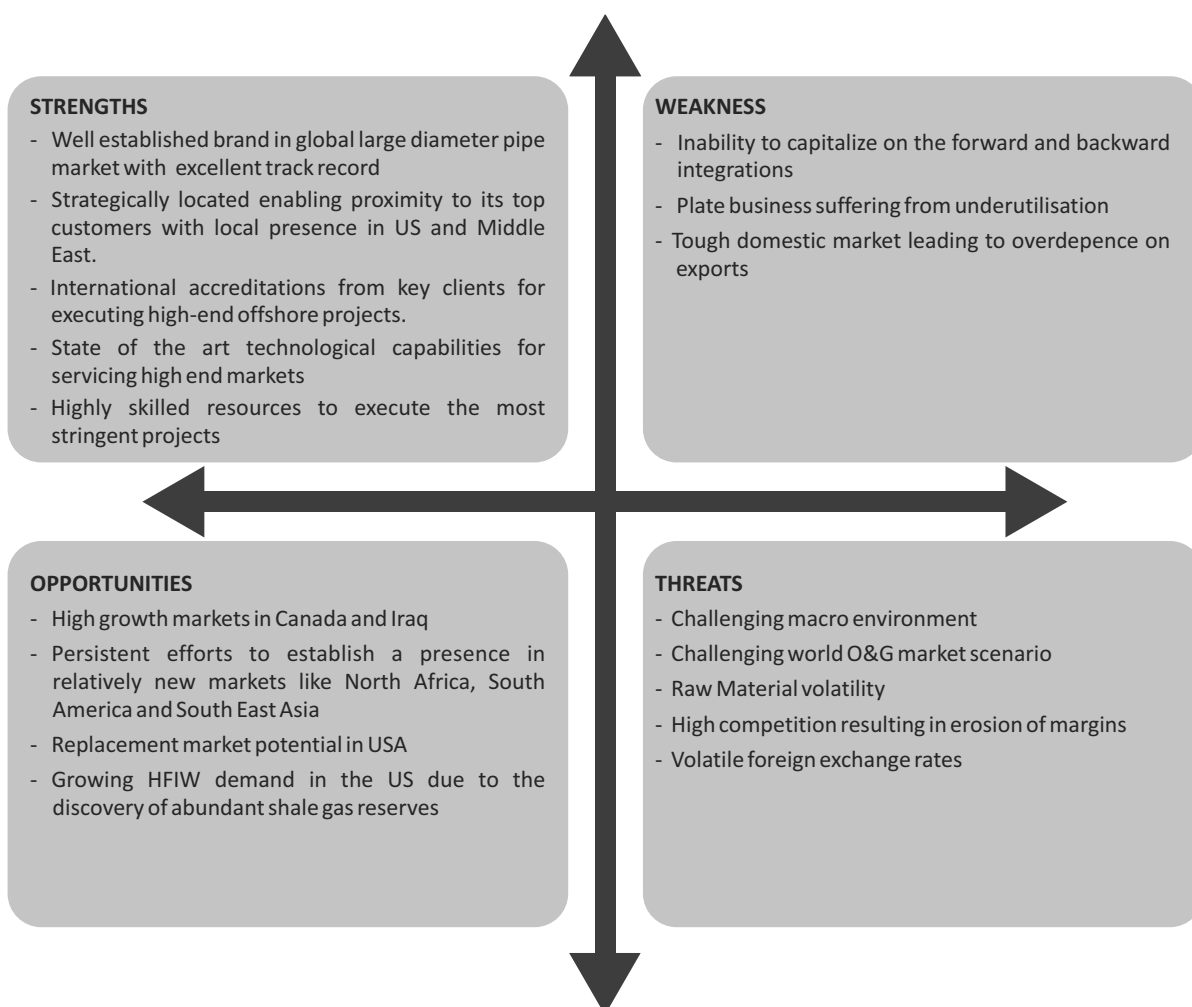 STRENGTHS
- Well established brand in global large diameter pipe
market with excellent track record
- Strategically located enabling proximity to its top
customers with local presence in US and Middle
East.
- International accreditations from key clients for
executing high-end offshore projects.
- State of the art technological capabilities for
servicing high end markets
- Highly skilled resources to execute the most
stringent projects
WEAKNESS
- Inability to capitalize on the forward and backward
integrations
- Plate business suffering from underutilisation
- Tough domestic market leading to overdepence on
exports
OPPORTUNITIES
- High growth markets in Canada and Iraq
- Persistent efforts to establish a presence in
relatively new markets like North Africa, South
America and South East Asia
- Replacement market potential in USA
- Growing HFIW demand in the US due to the
discovery of abundant shale gas reserves
THREATS
- Challenging macro environment
- Challenging world O&G market scenario
- Raw Material volatility
- High competition resulting in erosion of margins
- Volatile foreign exchange rates